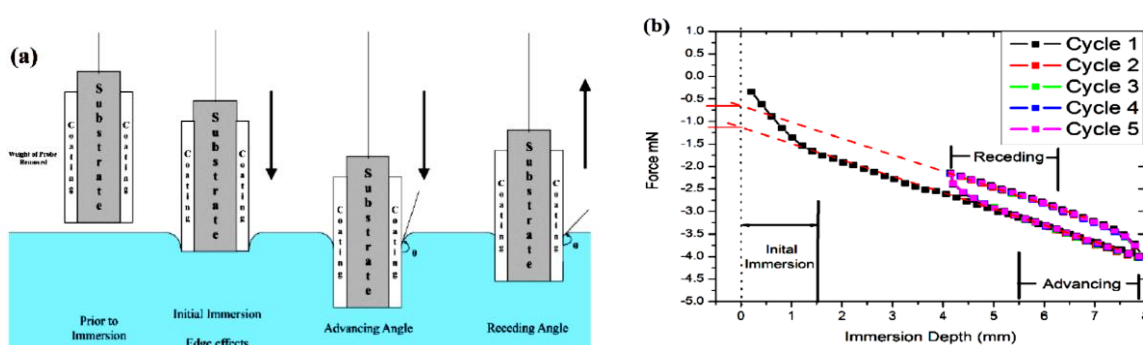 (a)
Substrate
Coating
Coating
Weight of Probe
Removed
Prior to
Immersion
Substrate
Coating
Coating
Initial Immersion
Edge effects
Substrate
Coating
Coating
θ
Advancing Angle
Substrate
Coating
Coating
θ
Receding Angle
(b)
Force mN
1.0
0.5
0.0
-0.5
-1.0
-1.5
-2.0
-2.5
-3.0
-3.5
-4.0
-4.5
-5.0
Cycle 1
Cycle 2
Cycle 3
Cycle 4
Cycle 5
Receding
Inital
Immersion
Advancing
0 1 2 3 4 5 6 7 8
Immersion Depth (mm)